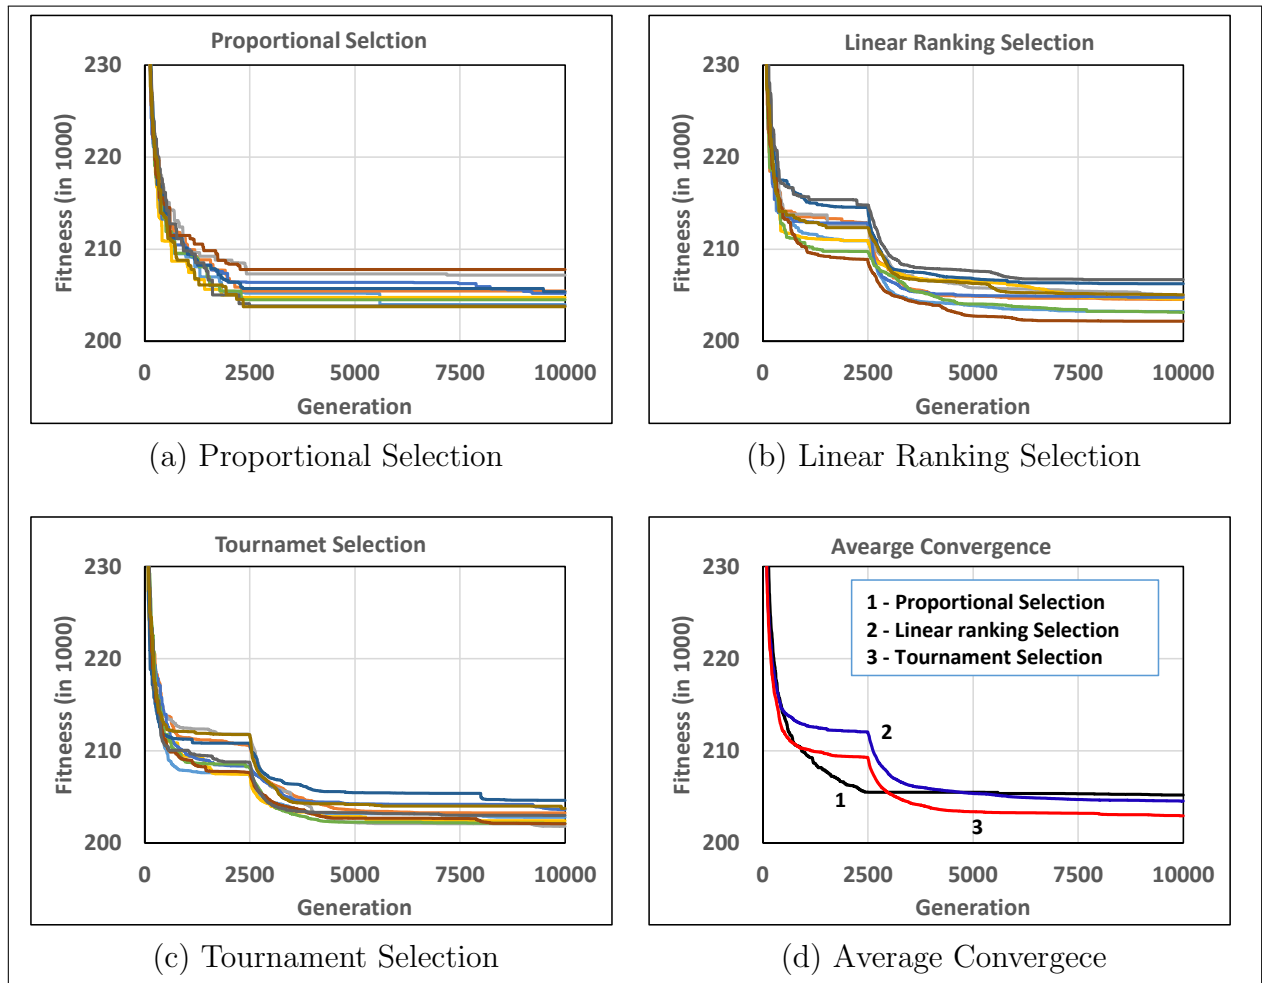 Proportional Selction
Fitneess (in 1000)
230
220
210
200
0 2500 5000 7500 10000
Generation
(a) Proportional Selection
Linear Ranking Selection
Fitneess (in 1000)
230
220
210
200
0 2500 5000 7500 10000
Generation
(b) Linear Ranking Selection
Tournamet Selection
Fitneess (in 1000)
230
220
210
200
0 2500 5000 7500 10000
Generation
(c) Tournament Selection
Avearge Convergence
Fitneess (in 1000)
230
220
210
200
1 - Proportional Selection
2 - Linear ranking Selection
3 - Tournament Selection
2
1
3
0 2500 5000 7500 10000
Generation
(d) Average Convergece